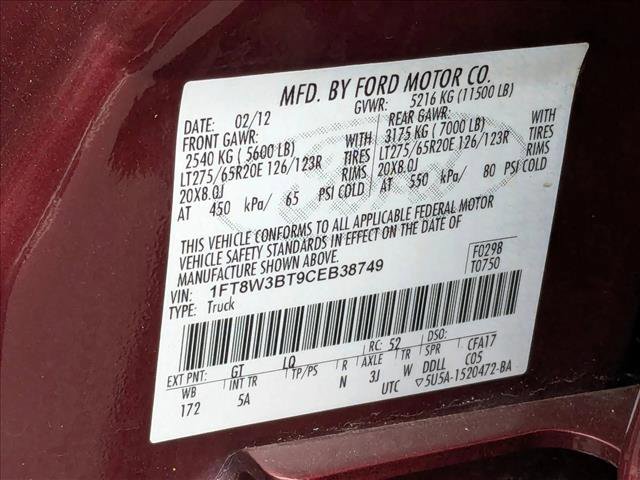 MFD. BY FORD MOTOR CO.
DATE: 02/12 GVWR: 5216 KG (11500 LB)
FRONT GAWR: REAR GAWR: WITH
2540 KG ( 5600 LB) WITH 3175 KG ( 7000 LB) TIRES
LT275/65R20E 126/123R TIRES LT275/65R20E 126/123R RIMS
20X8.0J RIMS 20X8.0J
AT 450 kPa/ 65 PSI COLD AT 550 kPa/ 80 PSI COLD
THIS VEHICLE CONFORMS TO ALL APPLICABLE FEDERAL MOTOR
VEHICLE SAFETY STANDARDS IN EFFECT ON THE DATE OF
MANUFACTURE SHOWN ABOVE.
VIN: 1FT8W3BT9CEB38749 F0298
TYPE: Truck T0750
EXT PNT: GT LQ RC: 52 DSO:
WB INT TR TP/PS R AXLE TR SPR CFA17
172 5A N 3J W DDLL C05
UTC ▽5U5A-1520472-BA